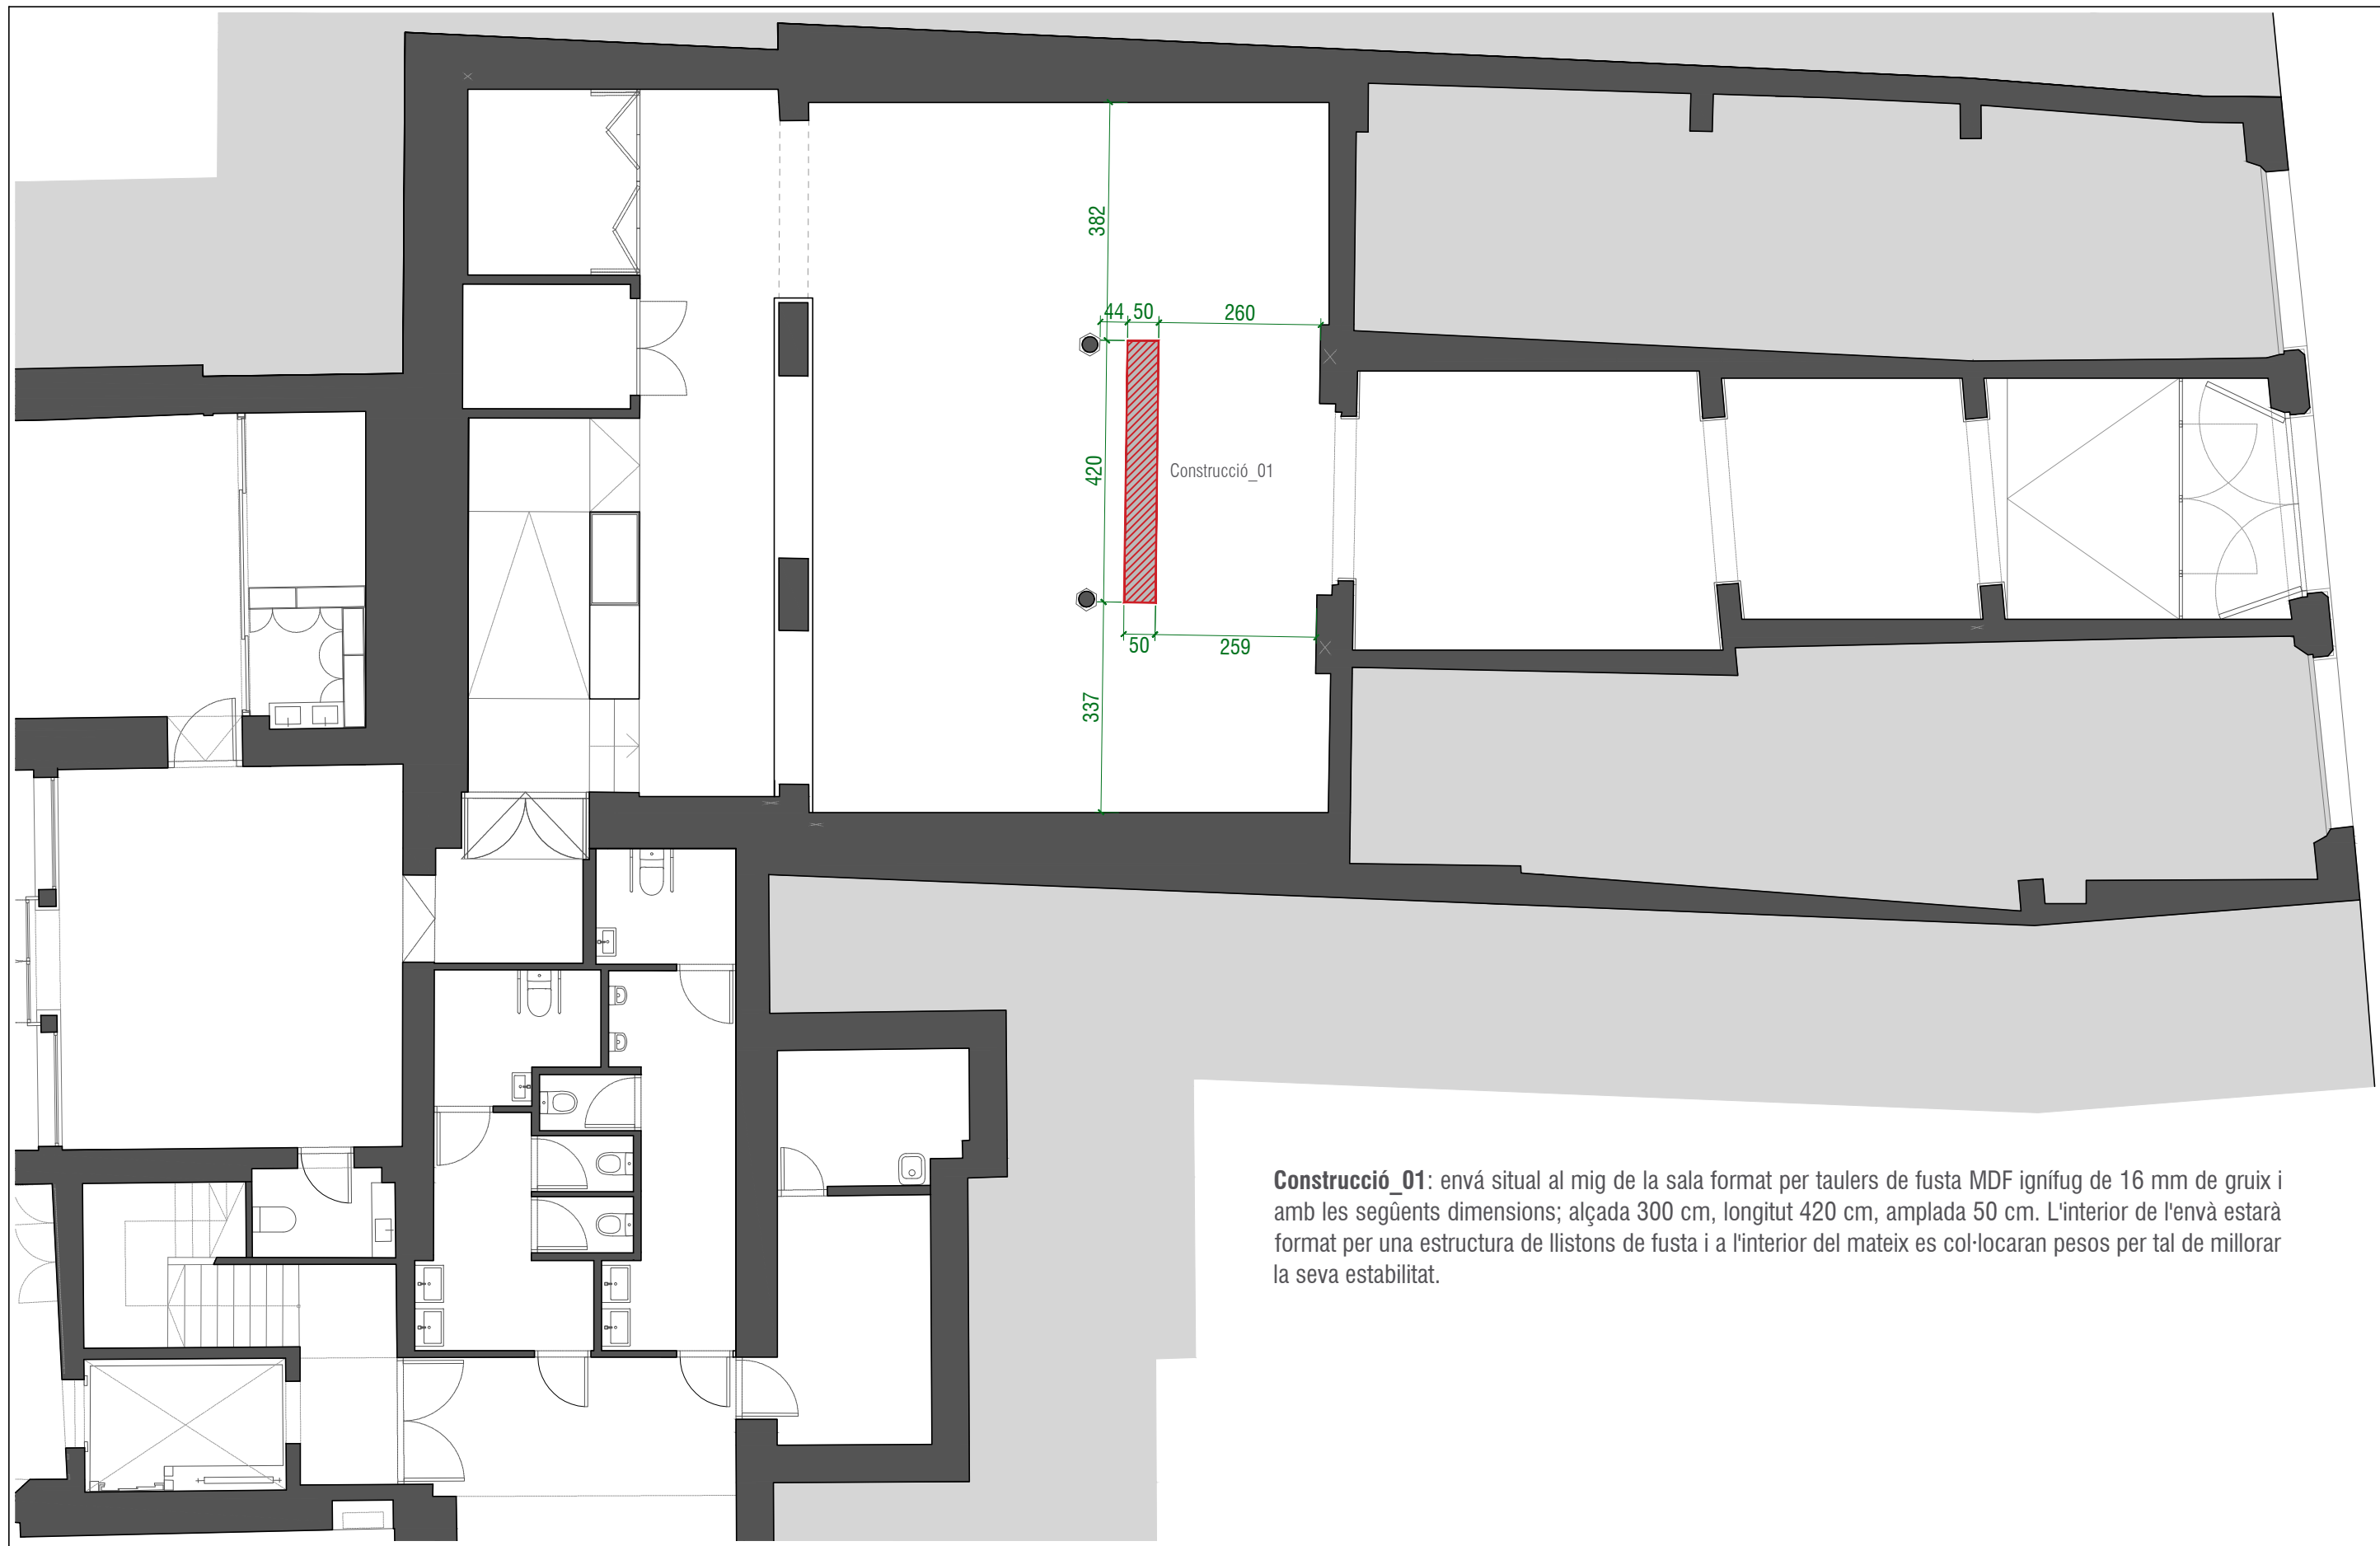 382
44 50 260
420
Construcció_01
50 259
337
Construcció_01: envá situal al mig de la sala format per taulers de fusta MDF ignífug de 16 mm de gruix i
amb les segûents dimensions; alçada 300 cm, longitut 420 cm, amplada 50 cm. L'interior de l'envà estarà
format per una estructura de llistons de fusta i a l'interior del mateix es col·locaran pesos per tal de millorar
la seva estabilitat.